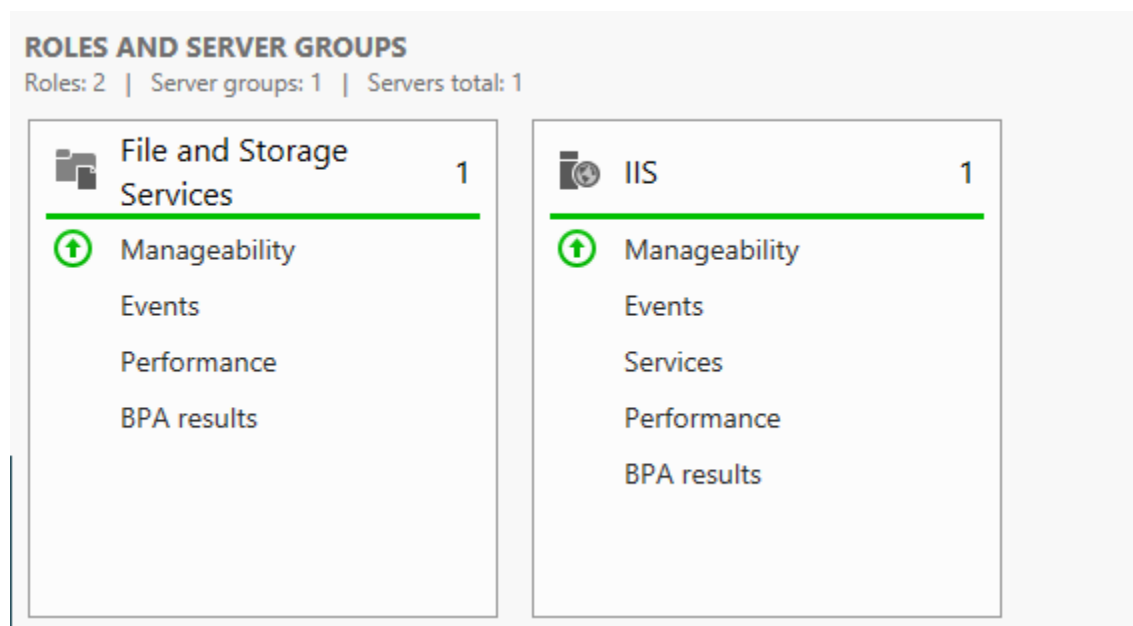 ROLES AND SERVER GROUPS
Roles: 2 | Server groups: 1 | Servers total: 1
File and Storage
Services
1
Manageability
Events
Performance
BPA results
IIS
1
Manageability
Events
Services
Performance
BPA results